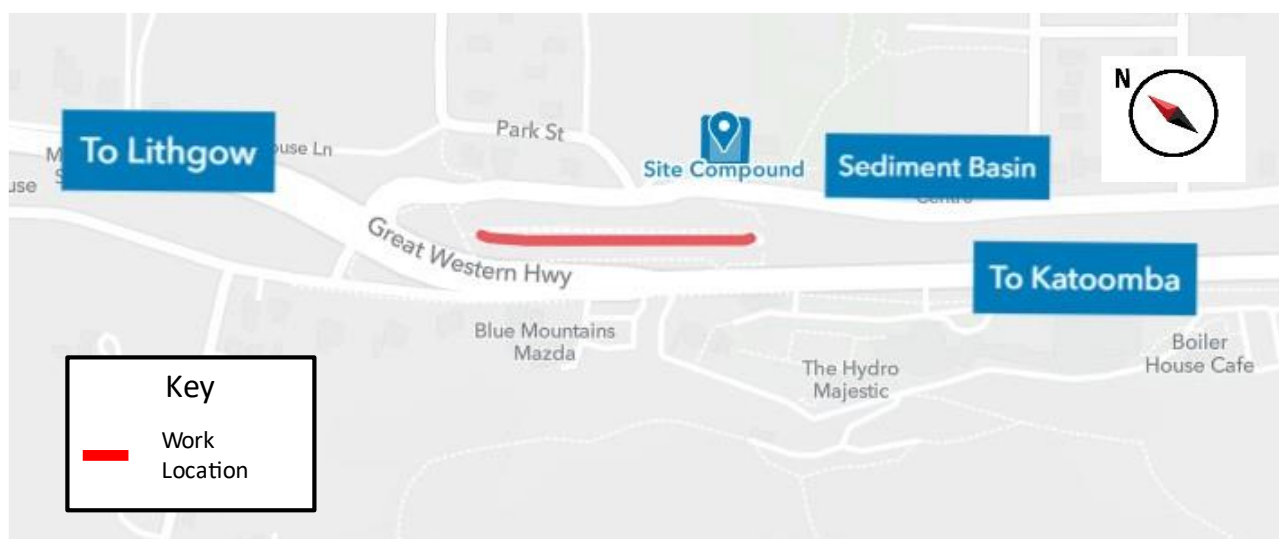 N
To Lithgow
Park St
Site Compound
Sediment Basin
Great Western Hwy
To Katoomba
Blue Mountains
Mazda
The Hydro
Majestic
Boiler
House Cafe
Key
Work
Location